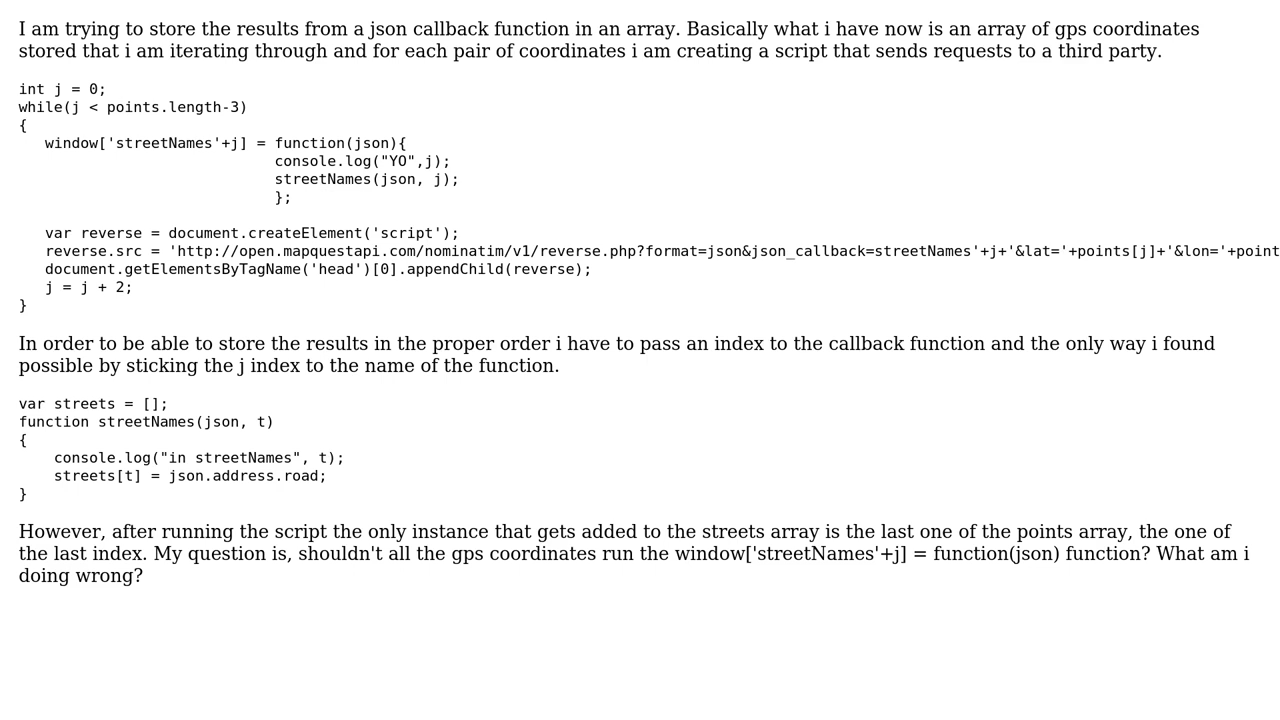 I am trying to store the results from a json callback function in an array. Basically what i have now is an array of gps coordinates
stored that i am iterating through and for each pair of coordinates i am creating a script that sends requests to a third party.
int j = 0;
while(j < points.length-3)
{
window['streetNames'+j] = function(json){
console.log("YO",j);
streetNames(json, j);
};
var reverse = document.createElement('script');
reverse.src = 'http://open.mapquestapi.com/nominatim/v1/reverse.php?format=json&json_callback=streetNames'+j+'&lat='+points[j]+'&lon='+point
document.getElementsByTagName('head')[0].appendChild(reverse);
j = j + 2;
}
In order to be able to store the results in the proper order i have to pass an index to the callback function and the only way i found
possible by sticking the j index to the name of the function.
var streets = [];
function streetNames(json, t)
{
console.log("in streetNames", t);
streets[t] = json.address.road;
}
However, after running the script the only instance that gets added to the streets array is the last one of the points array, the one of
the last index. My question is, shouldn't all the gps coordinates run the window['streetNames'+j] = function(json) function? What am i
doing wrong?